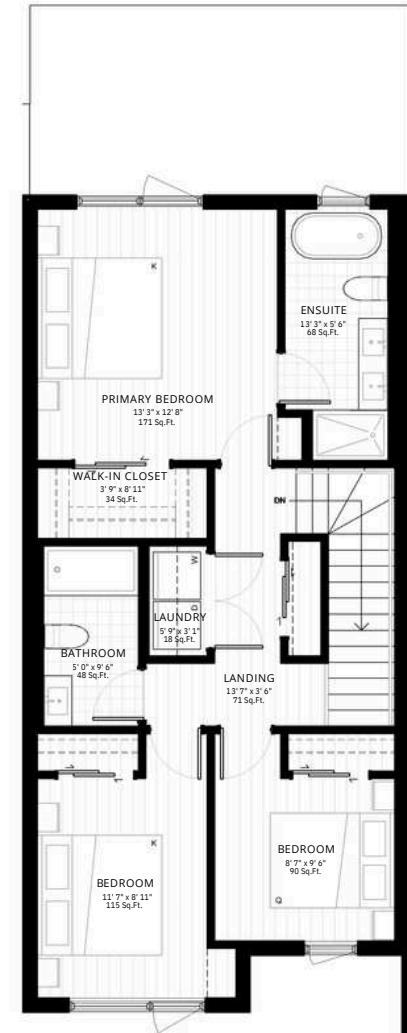 K
ENSUITE
13' 3" x 5' 6"
68 Sq.Ft.
PRIMARY BEDROOM
13' 3" x 12' 8"
171 Sq.Ft.
WALK-IN CLOSET
3' 9" x 8' 11"
34 Sq.Ft.
DN
W
D
LAUNDRY
5' 9" x 3' 1"
18 Sq.Ft.
BATHROOM
5' 0" x 9' 6"
48 Sq.Ft.
LANDING
13' 7" x 3' 6"
71 Sq.Ft.
K
BEDROOM
8' 7" x 9' 6"
90 Sq.Ft.
BEDROOM
11' 7" x 8' 11"
115 Sq.Ft.
Q